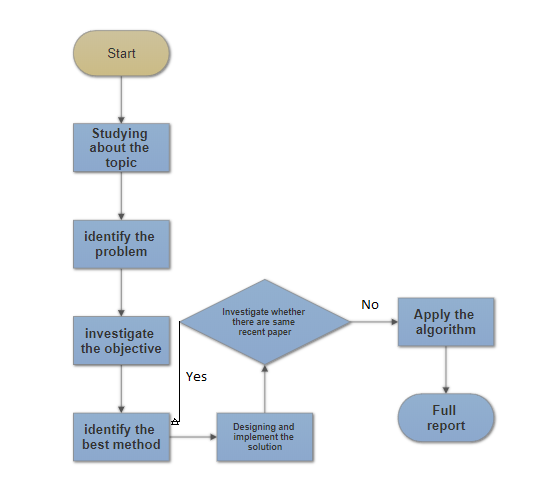 Start
Studying
about the
topic
identify the
problem
investigate
the objective
identify the
best method
Designing and
implement the
solution
Investigate whether
there are same
recent paper
Yes
No
Apply the
algorithm
Full
report